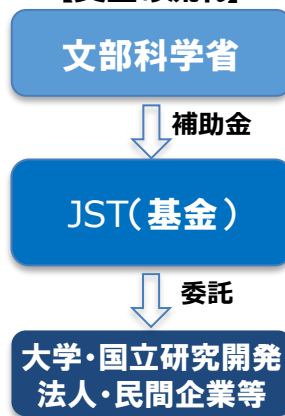 文部科学省
補助金
JST(基金)
委託
大学・国立研究開発
法人・民間企業等